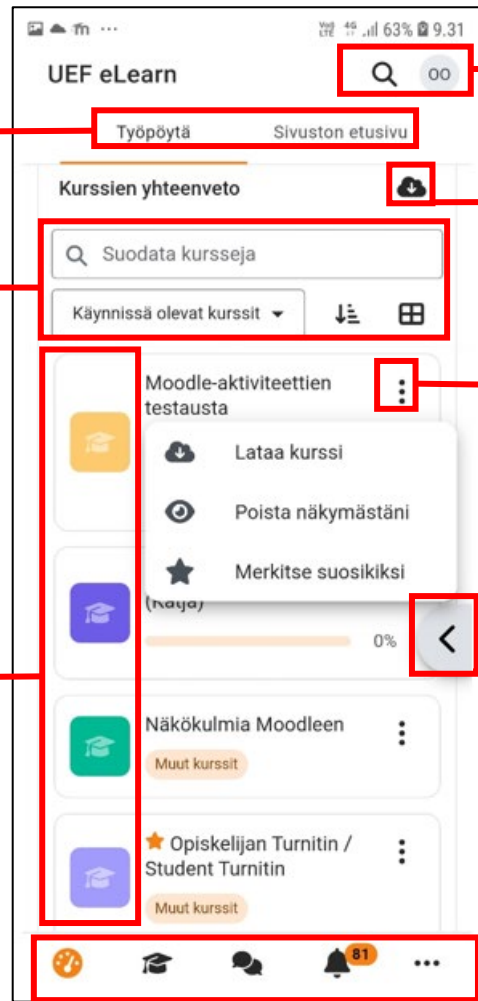 63% 9.31
UEF eLearn
OO
Työpöytä Sivuston etusivu
Kurssien yhteenveto
Suodata kursseja
Käynnissä olevat kurssit
Moodle-aktiviteettien
testausta
Lataa kurssi
Poista näkymästäni
Merkitse suosikiksi
(Katja)
0%
Näkökulmia Moodleen
Muut kurssit
Opiskelijan Turnitin /
Student Turnitin
Muut kurssit
81